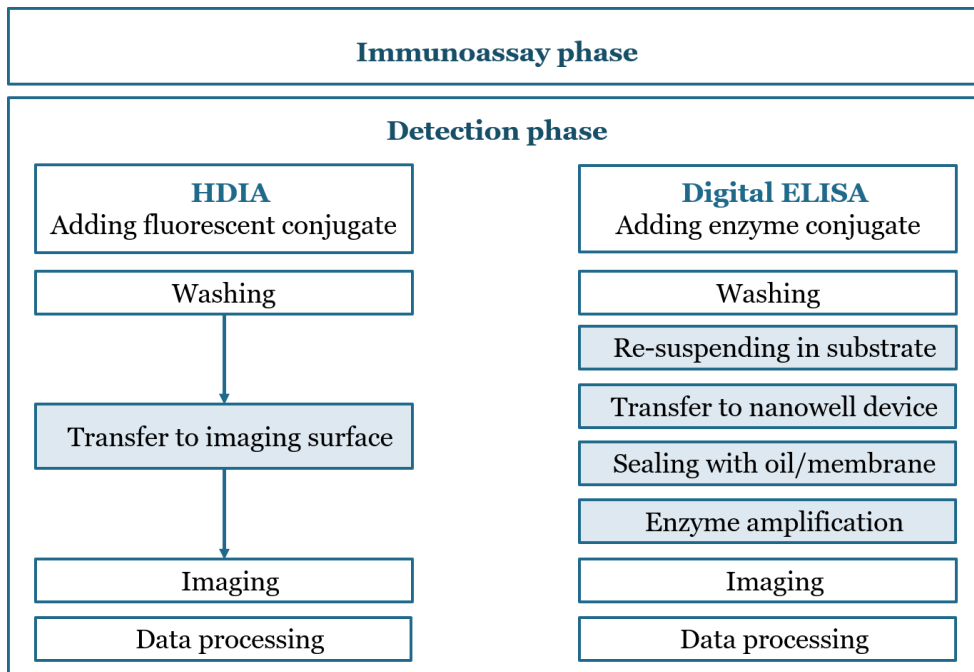 Immunoassay phase
Detection phase
HDIA
Adding fluorescent conjugate
Washing
Transfer to imaging surface
Imaging
Data processing
Digital ELISA
Adding enzyme conjugate
Washing
Re-suspending in substrate
Transfer to nanowell device
Sealing with oil/membrane
Enzyme amplification
Imaging
Data processing